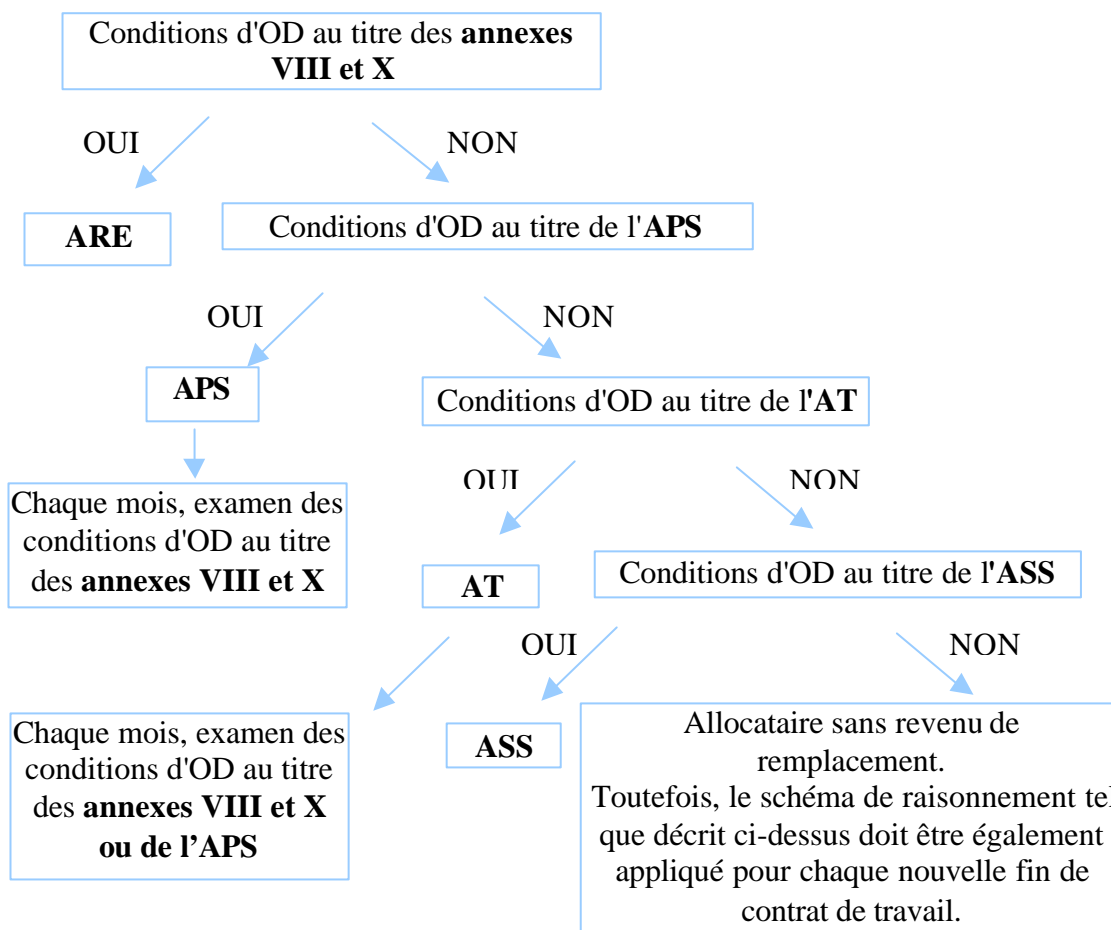 Conditions d'OD au titre des annexes
VIII et X
OUI
NON
ARE
Conditions d'OD au titre de l'APS
OUI
NON
APS
Conditions d'OD au titre de l'AT
Chaque mois, examen des
conditions d'OD au titre
des annexes VIII et X
OUI
NON
AT
Conditions d'OD au titre de l'ASS
OUI
NON
Chaque mois, examen des
conditions d'OD au titre
des annexes VIII et X
ou de l’APS
ASS
Allocataire sans revenu de
remplacement.
Toutefois, le schéma de raisonnement tel
que décrit ci-dessus doit être également
appliqué pour chaque nouvelle fin de
contrat de travail.